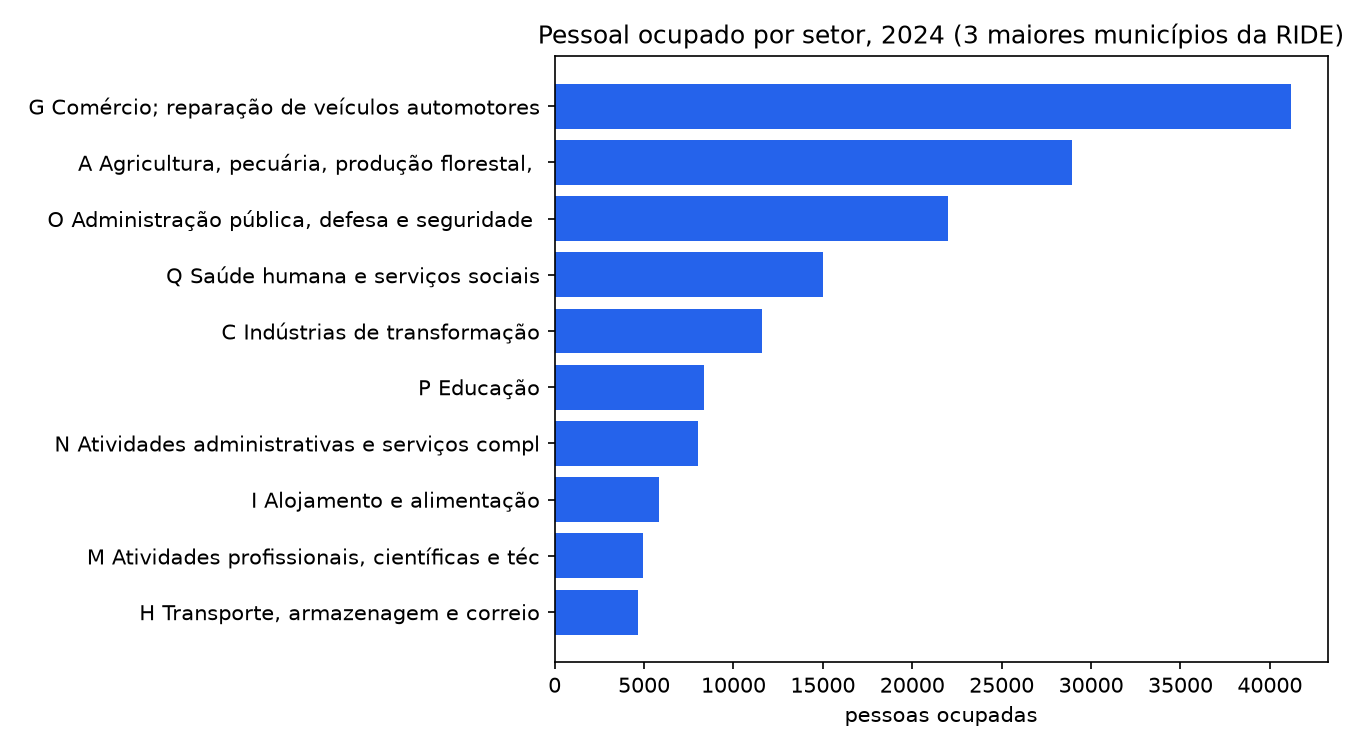 Pessoal ocupado por setor, 2024 (3 maiores municípios da RIDE)
G Comércio; reparação de veículos automotores
A Agricultura, pecuária, produção florestal,
O Administração pública, defesa e seguridade
Q Saúde humana e serviços sociais
C Indústrias de transformação
P Educação
N Atividades administrativas e serviços compl
I Alojamento e alimentação
M Atividades profissionais, científicas e téc
H Transporte, armazenagem e correio
0 5000 10000 15000 20000 25000 30000 35000 40000
pessoas ocupadas